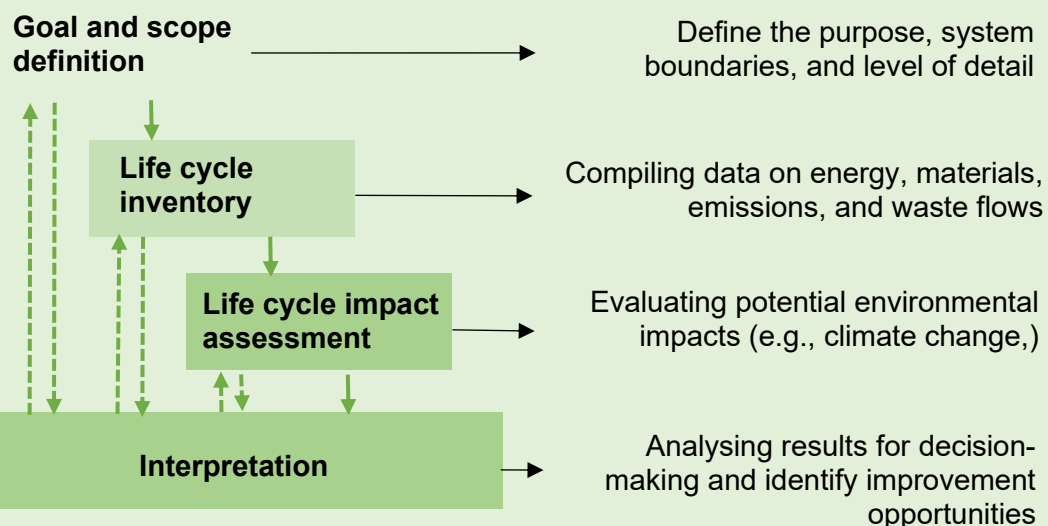 Goal and scope
definition
Define the purpose, system
boundaries, and level of detail
Life cycle
inventory
Compiling data on energy, materials,
emissions, and waste flows
Life cycle impact
assessment
Evaluating potential environmental
impacts (e.g., climate change,)
Interpretation
Analysing results for decision-
making and identify improvement
opportunities